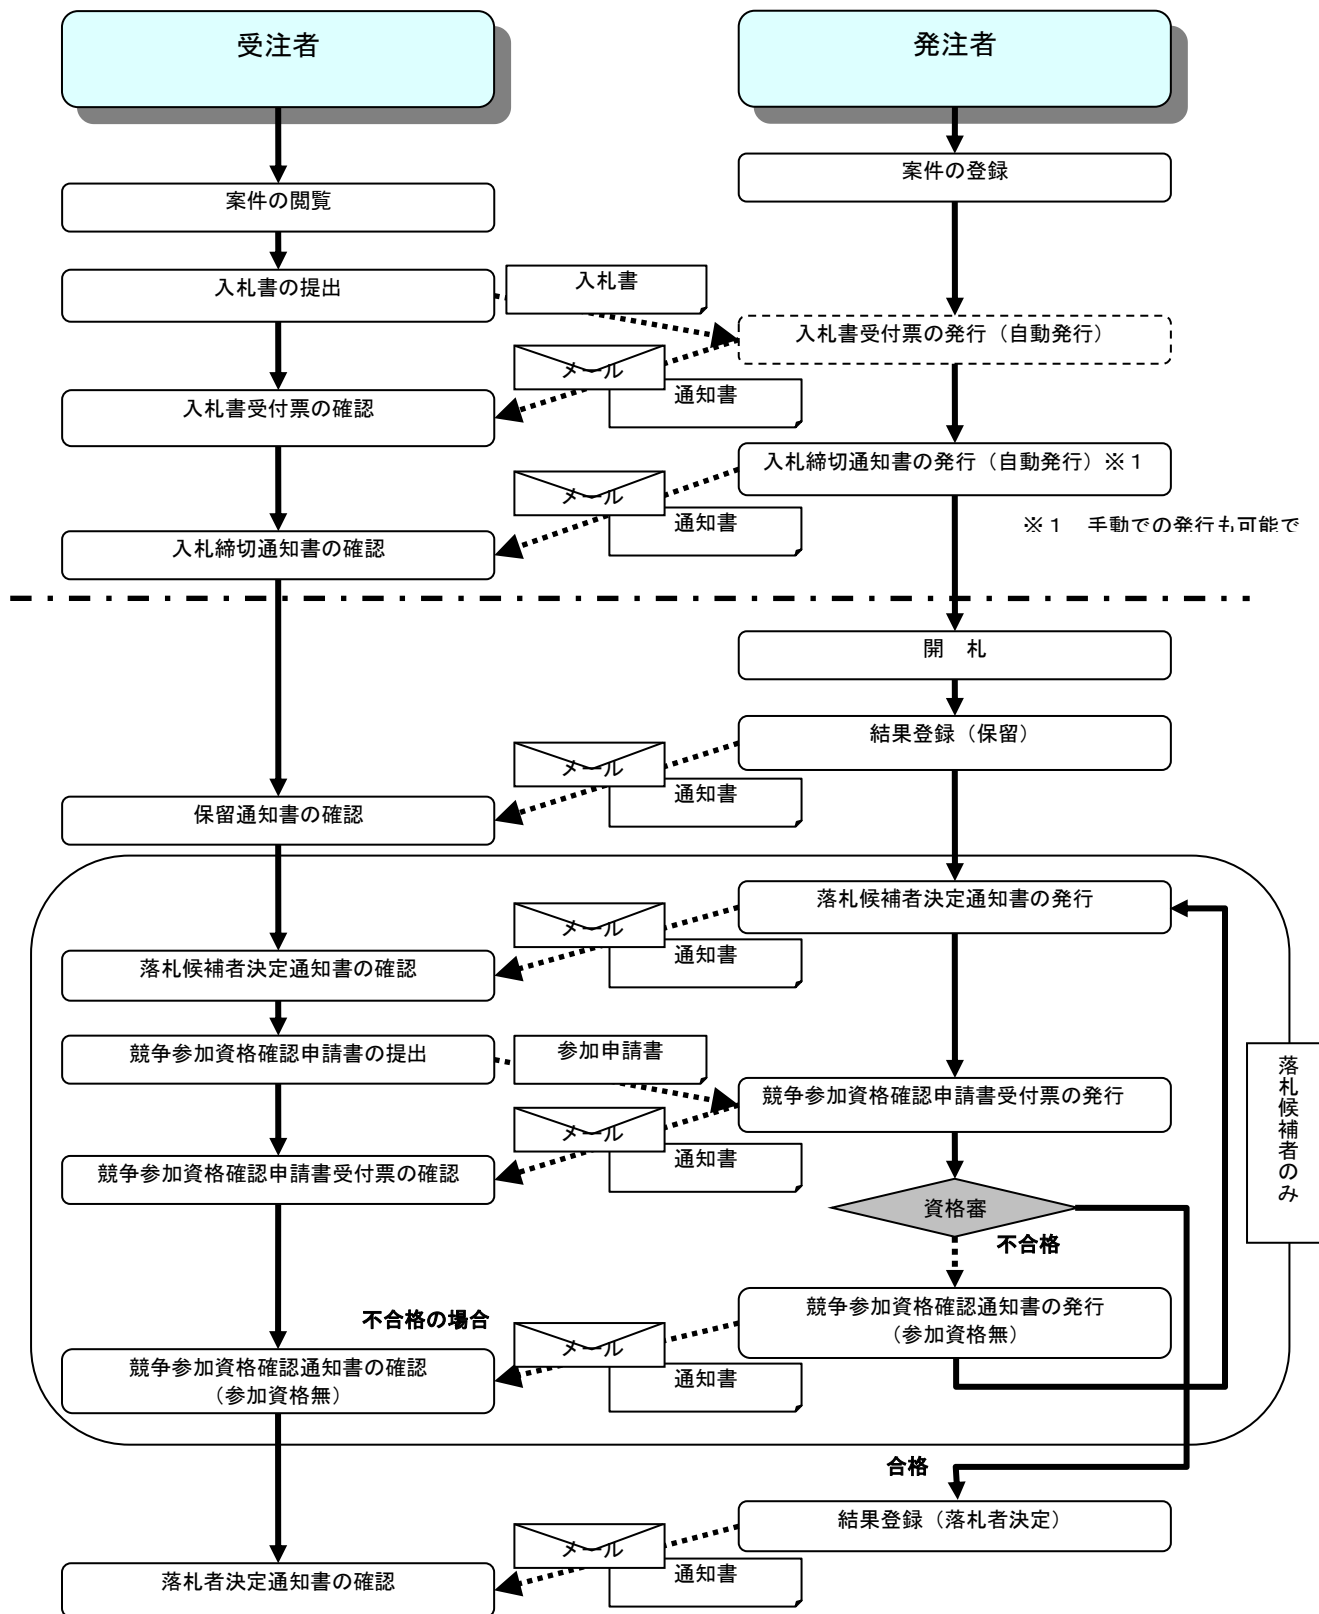 受注者
発注者
案件の登録
案件の閲覧
入札書の提出
入札書
入札書受付票の発行（自動発行）
メール
通知書
入札書受付票の確認
入札締切通知書の発行（自動発行）※１
メール
通知書
※１　手動での発行も可能で
入札締切通知書の確認
開　札
結果登録（保留）
メール
通知書
保留通知書の確認
落札候補者決定通知書の発行
メール
通知書
落札候補者決定通知書の確認
競争参加資格確認申請書の提出
参加申請書
落札候補者のみ
競争参加資格確認申請書受付票の発行
メール
通知書
競争参加資格確認申請書受付票の確認
資格審
不合格
競争参加資格確認通知書の発行
（参加資格無）
不合格の場合
メール
通知書
競争参加資格確認通知書の確認
（参加資格無）
合格
結果登録（落札者決定）
メール
通知書
落札者決定通知書の確認